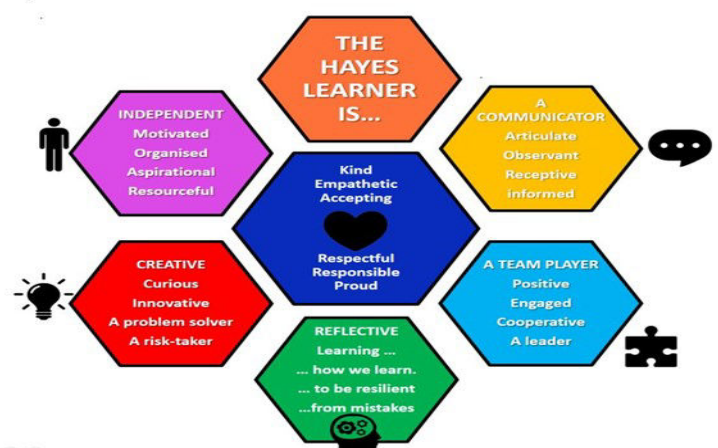 THE
HAYES
LEARNER
IS...
INDEPENDENT
Motivated
Organised
Aspirational
Resourceful
A
COMMUNICATOR
Articulate
Observant
Receptive
informed
Kind
Empathetic
Accepting
Respectful
Responsible
Proud
CREATIVE
Curious
Innovative
A problem solver
A risk-taker
A TEAM PLAYER
Positive
Engaged
Cooperative
A leader
REFLECTIVE
Learning ...
... how we learn.
... to be resilient
...from mistakes